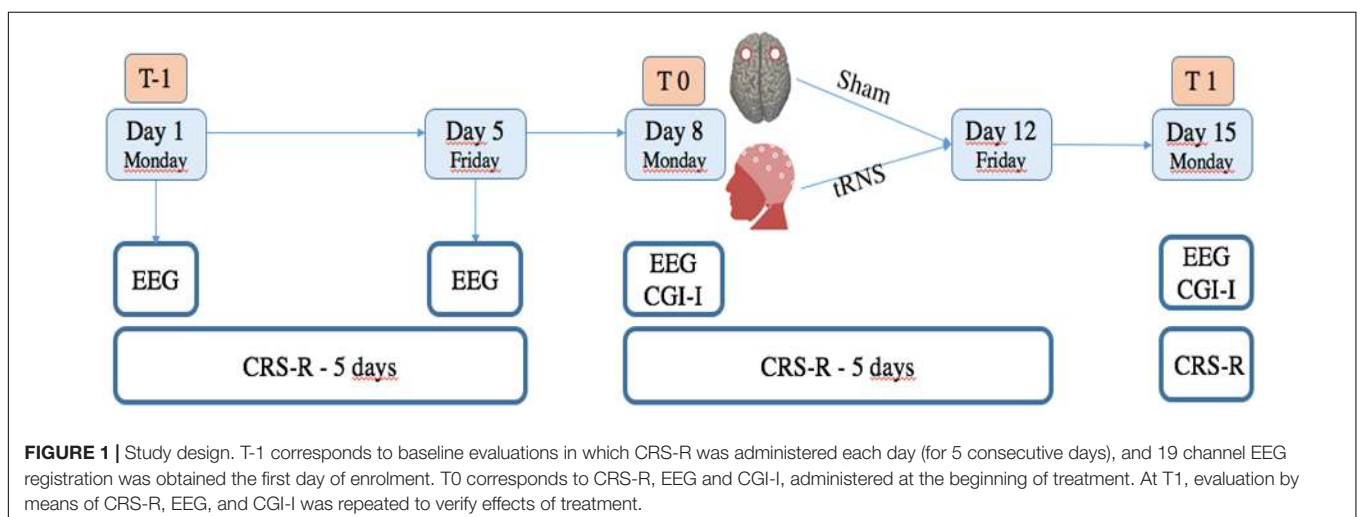 T-1
T 0
T 1
Day 1
Monday
Day 5
Friday
Day 8
Monday
Sham
tRNS
Day 12
Friday
Day 15
Monday
EEG
EEG
EEG
CGI-I
EEG
CGI-I
CRS-R - 5 days
CRS-R - 5 days
CRS-R
FIGURE 1 | Study design. T-1 corresponds to baseline evaluations in which CRS-R was administered each day (for 5 consecutive days), and 19 channel EEG
registration was obtained the first day of enrolment. T0 corresponds to CRS-R, EEG and CGI-I, administered at the beginning of treatment. At T1, evaluation by
means of CRS-R, EEG, and CGI-I was repeated to verify effects of treatment.